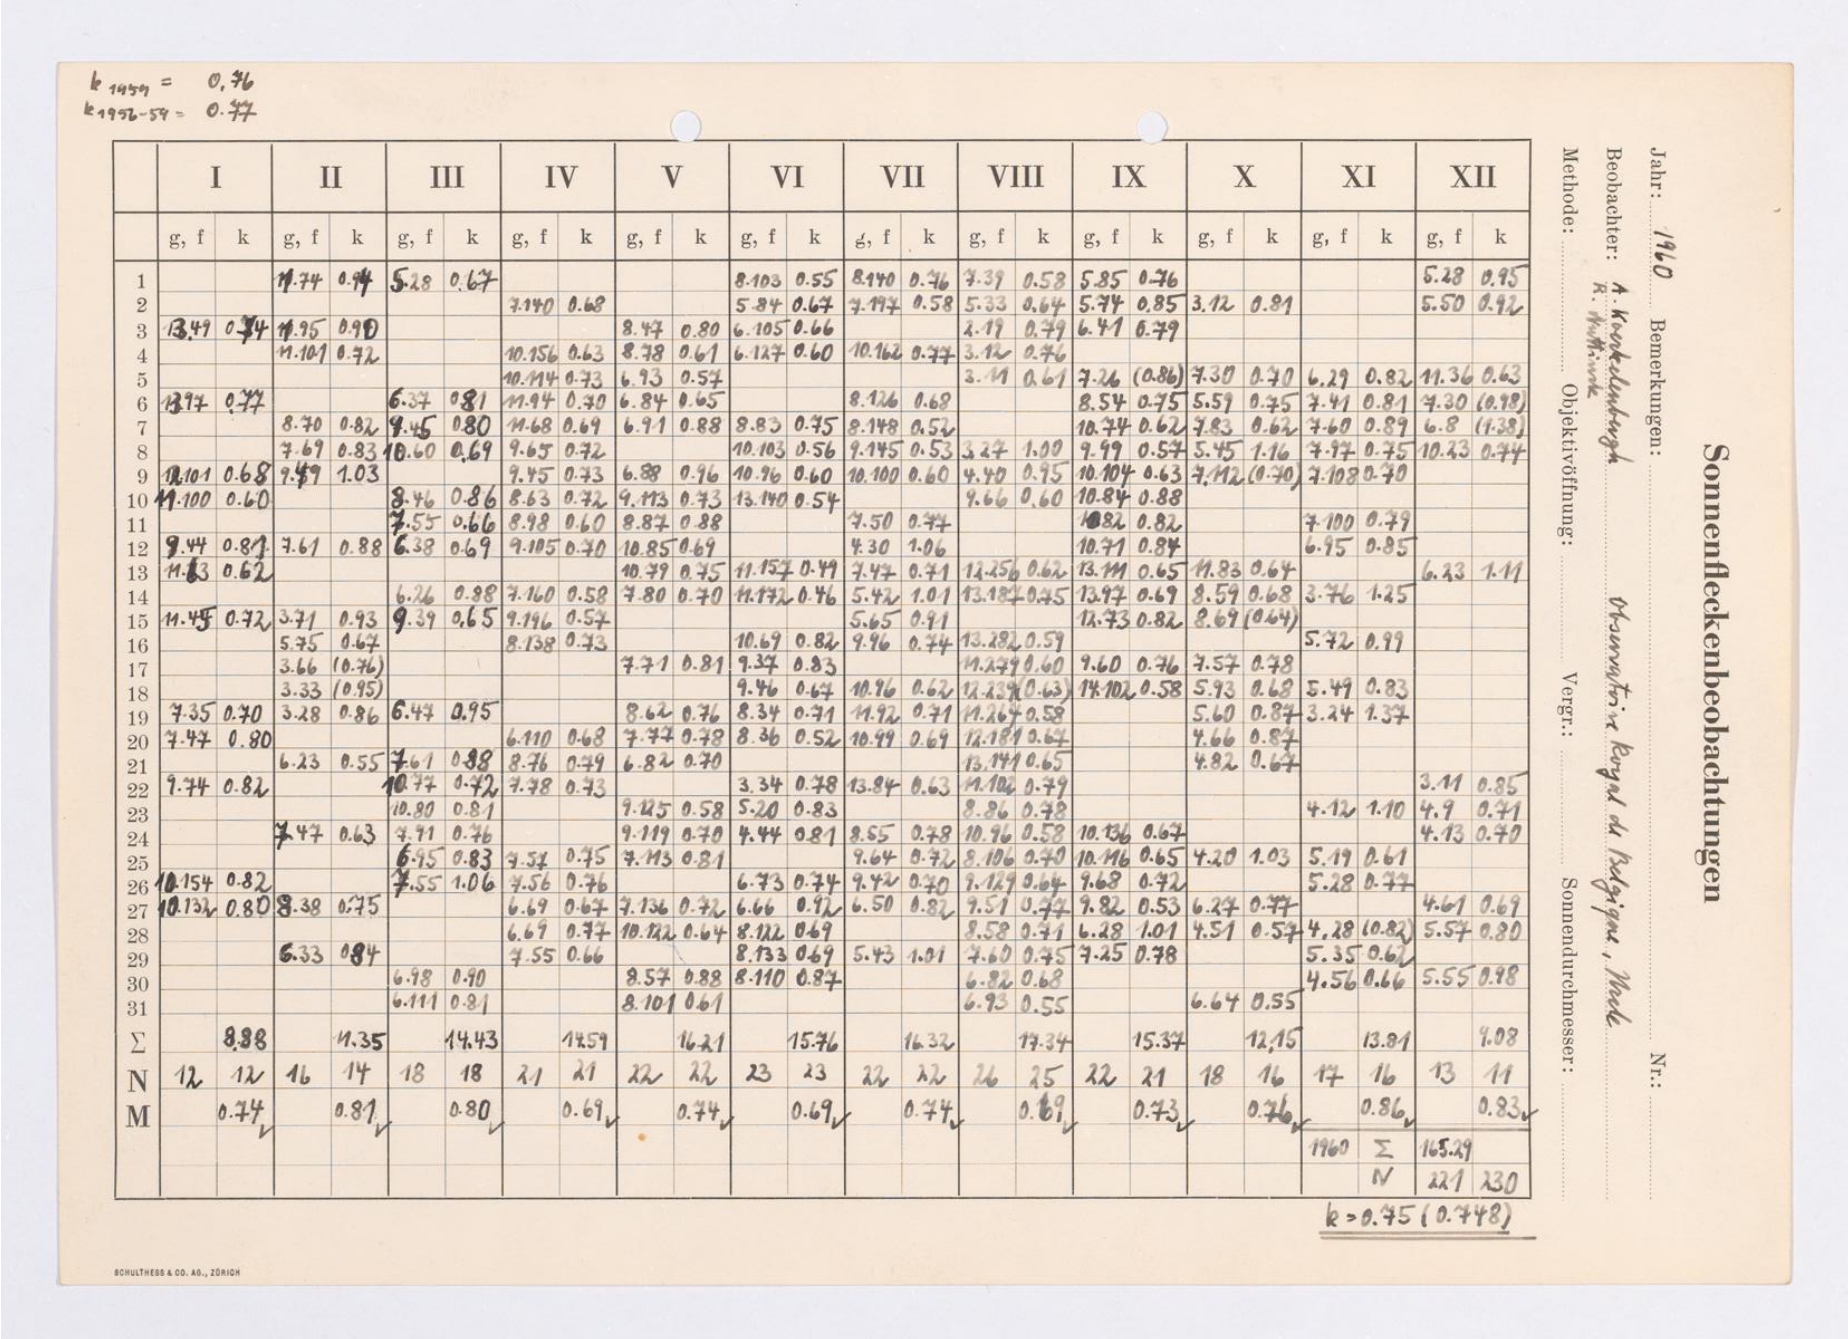 k 1959 = 0.76
k 1956-59 = 0.77
I II III IV V VI VII VIII IX X XI XII
g, f k g, f k g, f k g, f k g, f k g, f k g, f k g, f k g, f k g, f k g, f k g, f k
1 11.74 0.94 5.28 0.67 8.103 0.55 8.140 0.76 7.39 0.58 5.85 0.76 5.28 0.95
2 7.140 0.68 5.84 0.67 7.197 0.58 5.33 0.64 5.74 0.85 3.12 0.81 5.50 0.92
3 13.49 0.74 11.95 0.90 8.47 0.80 6.105 0.66 2.19 0.79 6.41 0.79
4 11.101 0.72 10.156 0.63 8.78 0.61 6.127 0.60 10.162 0.77 3.12 0.76
5 10.114 0.73 6.93 0.57 3.11 0.61 7.26 (0.86) 7.30 0.70 6.29 0.82 11.36 0.63
6 0.77 6.37 0.81 11.94 0.70 6.84 0.65 8.126 0.68 8.54 0.75 5.59 0.75 7.41 0.81 7.30 (0.98)
7 8.70 0.82 9.45 0.80 11.68 0.69 6.91 0.88 8.83 0.75 8.148 0.52 10.74 0.62 7.83 0.62 7.60 0.89 6.8 (1.38)
8 7.69 0.83 10.60 0.69 9.65 0.72 10.103 0.56 9.145 0.53 3.27 1.00 9.99 0.57 5.45 1.16 7.97 0.75 10.23 0.74
9 12.101 0.68 9.49 1.03 9.45 0.73 6.88 0.96 10.96 0.60 10.100 0.60 4.40 0.95 10.104 0.63 7.112 (0.70) 7.108 0.70
10 11.100 0.60 8.46 0.86 8.63 0.72 9.113 0.73 13.140 0.54 9.66 0.60 10.84 0.88
11 7.55 0.66 8.98 0.60 8.87 0.88 7.50 0.77 10.82 0.82 7.100 0.79
12 9.44 0.81 7.61 0.88 6.38 0.69 9.105 0.70 10.85 0.69 4.30 1.06 10.71 0.84 6.95 0.85
13 11.63 0.62 10.79 0.75 11.157 0.49 7.47 0.71 12.256 0.62 13.111 0.65 11.83 0.64 6.23 1.11
14 6.26 0.88 7.160 0.58 7.80 0.70 11.172 0.46 5.42 1.01 13.187 0.75 13.97 0.69 8.59 0.68 3.76 1.25
15 11.45 0.72 3.71 0.93 9.39 0.65 9.196 0.57 5.65 0.91 12.73 0.82 8.69 (0.64)
16 5.75 0.67 8.138 0.73 10.69 0.82 9.96 0.74 13.282 0.59 5.72 0.99
17 3.66 (0.76) 7.71 0.81 9.37 0.83 11.279 0.60 9.60 0.76 7.57 0.78
18 3.33 (0.95) 9.46 0.67 10.96 0.62 12.239 (0.63) 14.102 0.58 5.93 0.68 5.49 0.83
19 7.35 0.70 3.28 0.86 6.47 0.95 8.62 0.76 8.34 0.71 11.92 0.71 11.264 0.58 5.60 0.87 3.24 1.37
20 7.47 0.80 6.110 0.68 7.77 0.78 8.36 0.52 10.99 0.69 12.181 0.67 4.66 0.87
21 6.23 0.55 7.61 0.88 8.76 0.79 6.82 0.70 13.141 0.65 4.82 0.67
22 9.74 0.82 10.77 0.72 7.78 0.73 3.34 0.78 13.84 0.63 11.102 0.79 3.11 0.85
23 10.80 0.81 9.125 0.58 5.20 0.83 8.86 0.78 4.12 1.10 4.9 0.71
24 7.47 0.63 7.91 0.76 9.119 0.70 4.44 0.81 8.55 0.78 10.96 0.58 10.136 0.67 4.13 0.70
25 6.95 0.83 7.57 0.75 7.113 0.81 9.64 0.72 8.106 0.70 10.116 0.65 4.20 1.03 5.19 0.61
26 10.154 0.82 7.55 1.06 7.56 0.76 6.73 0.74 9.42 0.70 9.129 0.64 9.68 0.72 5.28 0.77
27 10.132 0.80 8.38 0.75 6.69 0.67 7.136 0.72 6.66 0.92 6.50 0.82 9.51 0.77 9.82 0.53 6.27 0.77 4.61 0.69
28 6.69 0.77 10.122 0.64 8.122 0.69 8.58 0.71 6.28 1.01 4.51 0.57 4.28 (0.82) 5.57 0.80
29 6.33 0.84 7.55 0.66 8.133 0.69 5.43 1.01 7.60 0.75 7.25 0.78 5.35 0.62
30 6.98 0.90 8.57 0.88 8.110 0.87 6.82 0.68 4.56 0.66 5.55 0.98
31 6.111 0.81 8.101 0.61 6.93 0.55 6.64 0.55
Σ 8.88 11.35 14.43 14.59 16.21 15.76 16.32 17.34 15.37 12.15 13.81 9.08
N 12 12 16 14 18 18 21 21 22 22 23 23 22 22 26 25 22 21 18 16 17 16 13 11
M 0.74 0.81 0.80 0.69 0.74 0.69 0.74 0.69 0.73 0.76 0.86 0.83
1960 Σ 165.29
N 221 230
k = 0.75 (0.748)
SCHULTHESS & CO. AG., ZÜRICH
Sonnenfleckenbeobachtungen
Jahr: 1960 Bemerkungen: Nr.:
Beobachter: A. Koeckelenbergh Observatoire Royal de Belgique, Uccle
R.
Methode: Objektivöffnung: Vergr.: Sonnendurchmesser: